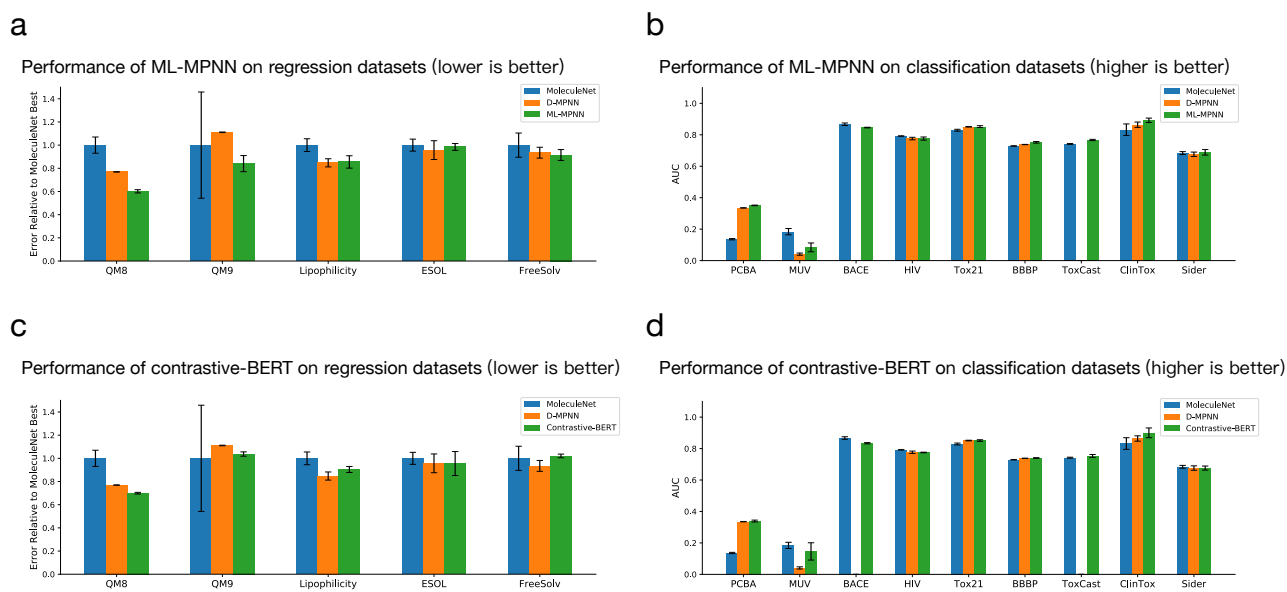 a
Performance of ML-MPNN on regression datasets (lower is better)
Error Relative to MoleculeNet Best
1.4
1.2
1.0
0.8
0.6
0.4
0.2
0.0
QM8 QM9 Lipophilicity ESOL FreeSolv
MoleculeNet
D-MPNN
ML-MPNN
b
Performance of ML-MPNN on classification datasets (higher is better)
AUC
1.0
0.8
0.6
0.4
0.2
0.0
PCBA MUV BACE HIV Tox21 BBBP ToxCast ClinTox Sider
MoleculeNet
D-MPNN
ML-MPNN
c
Performance of contrastive-BERT on regression datasets (lower is better)
Error Relative to MoleculeNet Best
1.4
1.2
1.0
0.8
0.6
0.4
0.2
0.0
QM8 QM9 Lipophilicity ESOL FreeSolv
MoleculeNet
D-MPNN
Contrastive-BERT
d
Performance of contrastive-BERT on classification datasets (higher is better)
AUC
1.0
0.8
0.6
0.4
0.2
0.0
PCBA MUV BACE HIV Tox21 BBBP ToxCast ClinTox Sider
MoleculeNet
D-MPNN
Contrastive-BERT